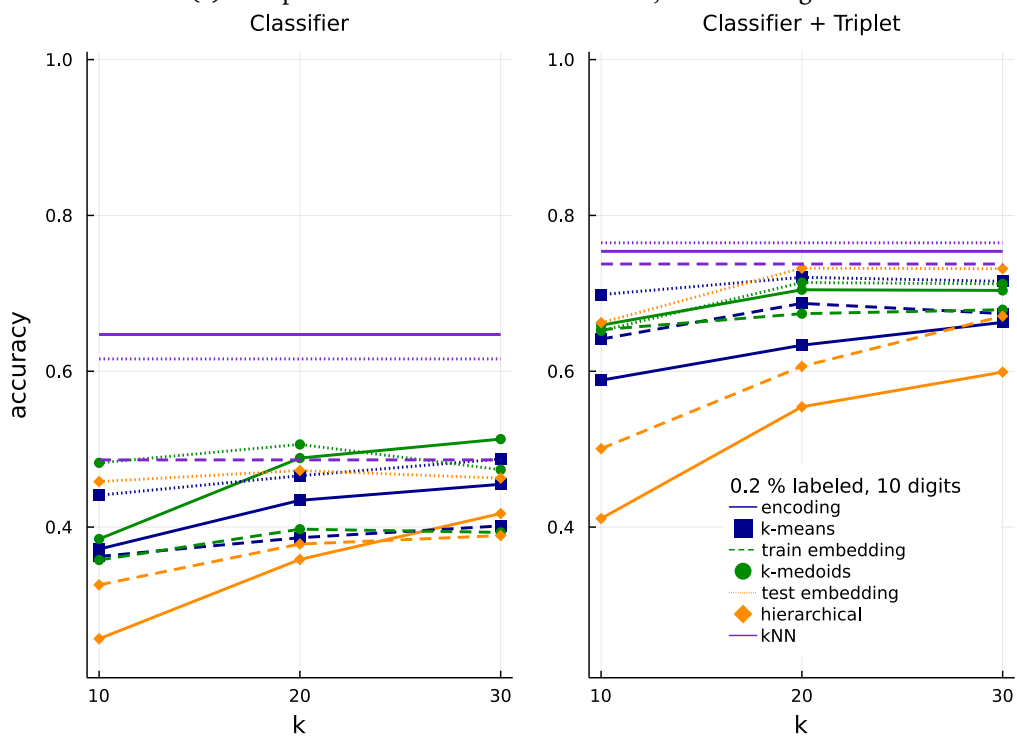 Classifier
Classifier + Triplet
1.0
0.8
0.6
0.4
accuracy
10
20
30
k
1.0
0.8
0.6
0.4
0.2 % labeled, 10 digits
encoding
k-means
train embedding
k-medoids
test embedding
hierarchical
kNN
10
20
30
k